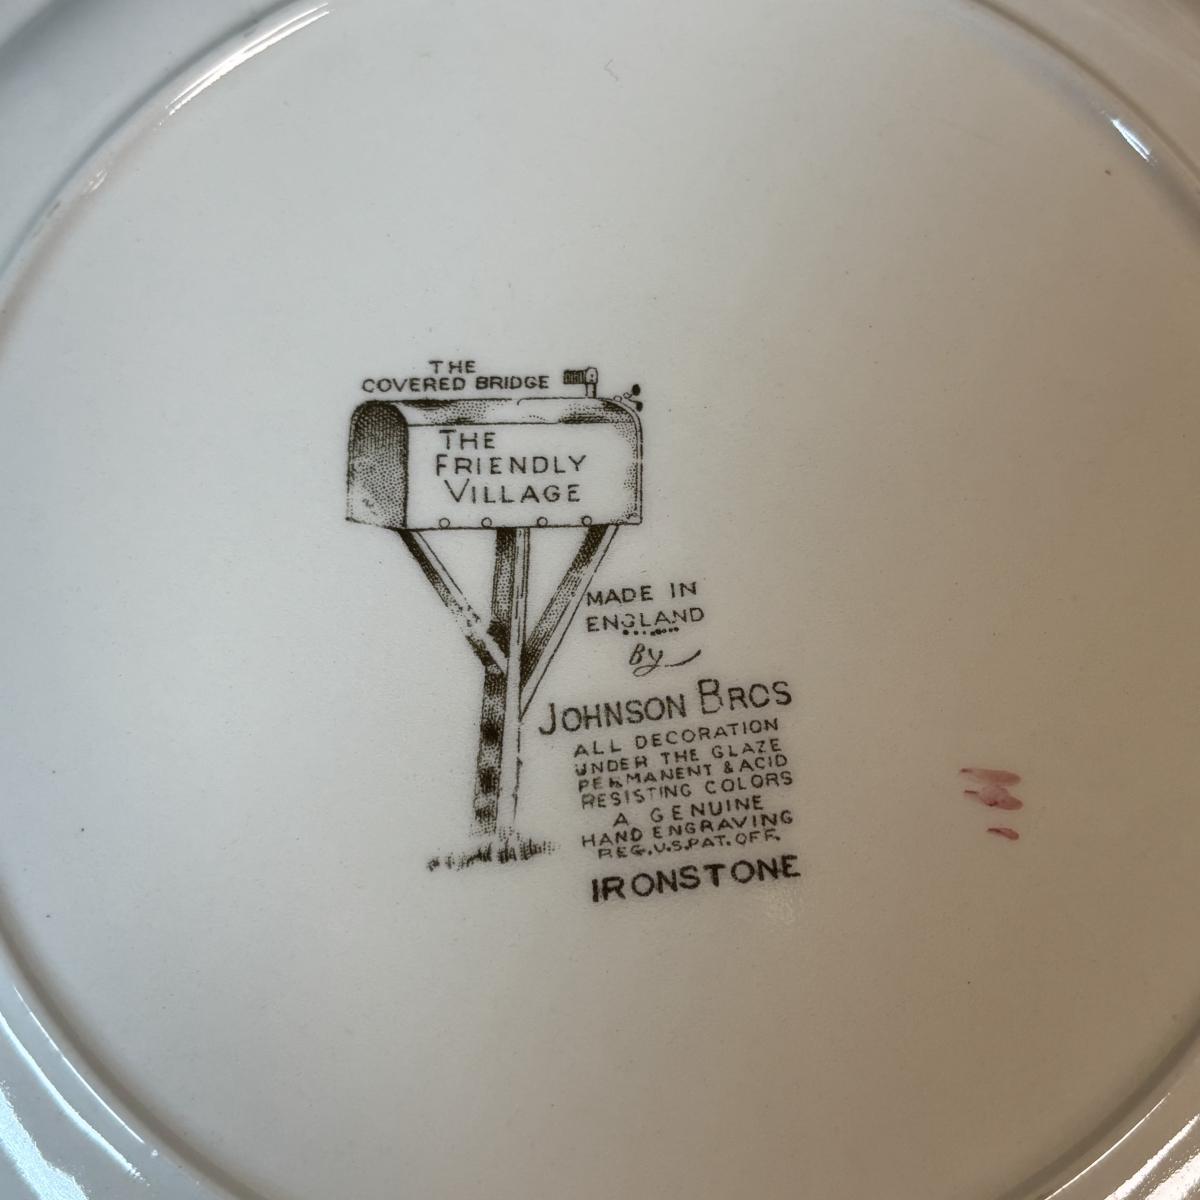 THE
COVERED BRIDGE
THE
FRIENDLY
VILLAGE
MADE IN
ENGLAND
By
JOHNSON BROS
ALL DECORATION
UNDER THE GLAZE
PERMANENT & ACID
RESISTING COLORS
A GENUINE
HAND ENGRAVING
REG. U.S. PAT. OFF.
IRONSTONE